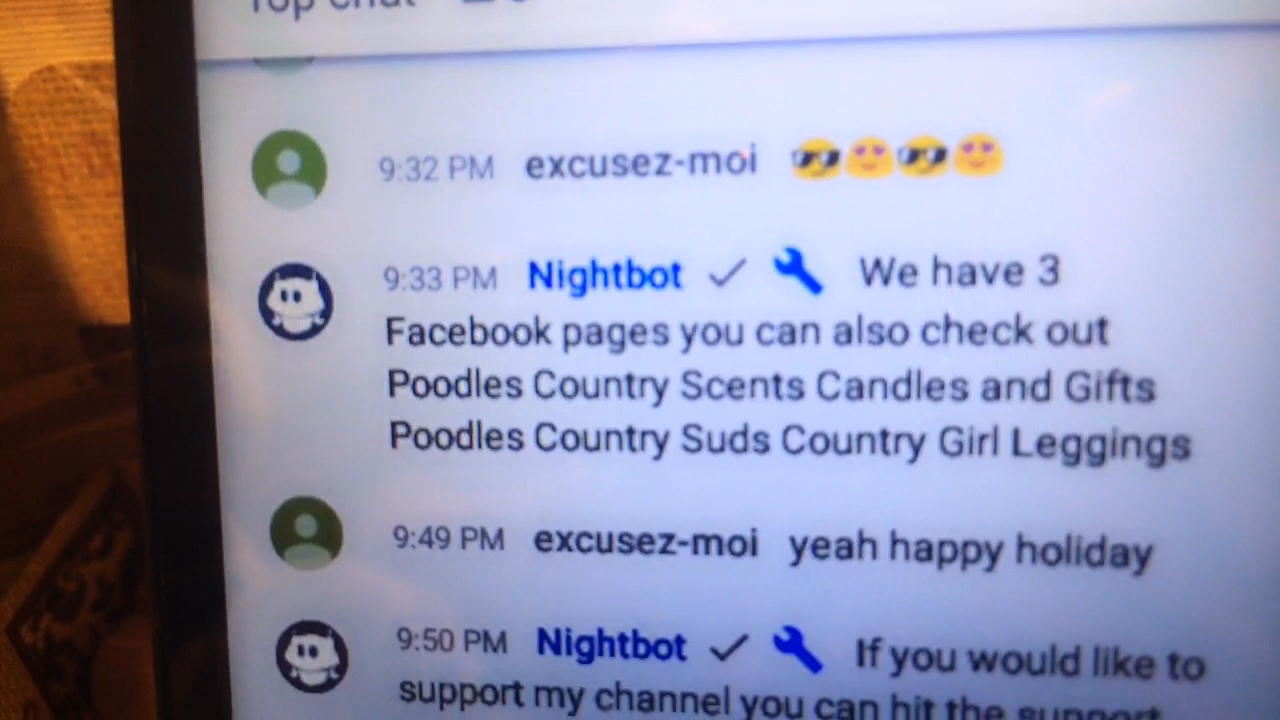 Top chat
9:32 PM excusez-moi 😎😍😎😍
9:33 PM Nightbot We have 3
Facebook pages you can also check out
Poodles Country Scents Candles and Gifts
Poodles Country Suds Country Girl Leggings
9:49 PM excusez-moi yeah happy holiday
9:50 PM Nightbot If you would like to
support my channel you can hit the support